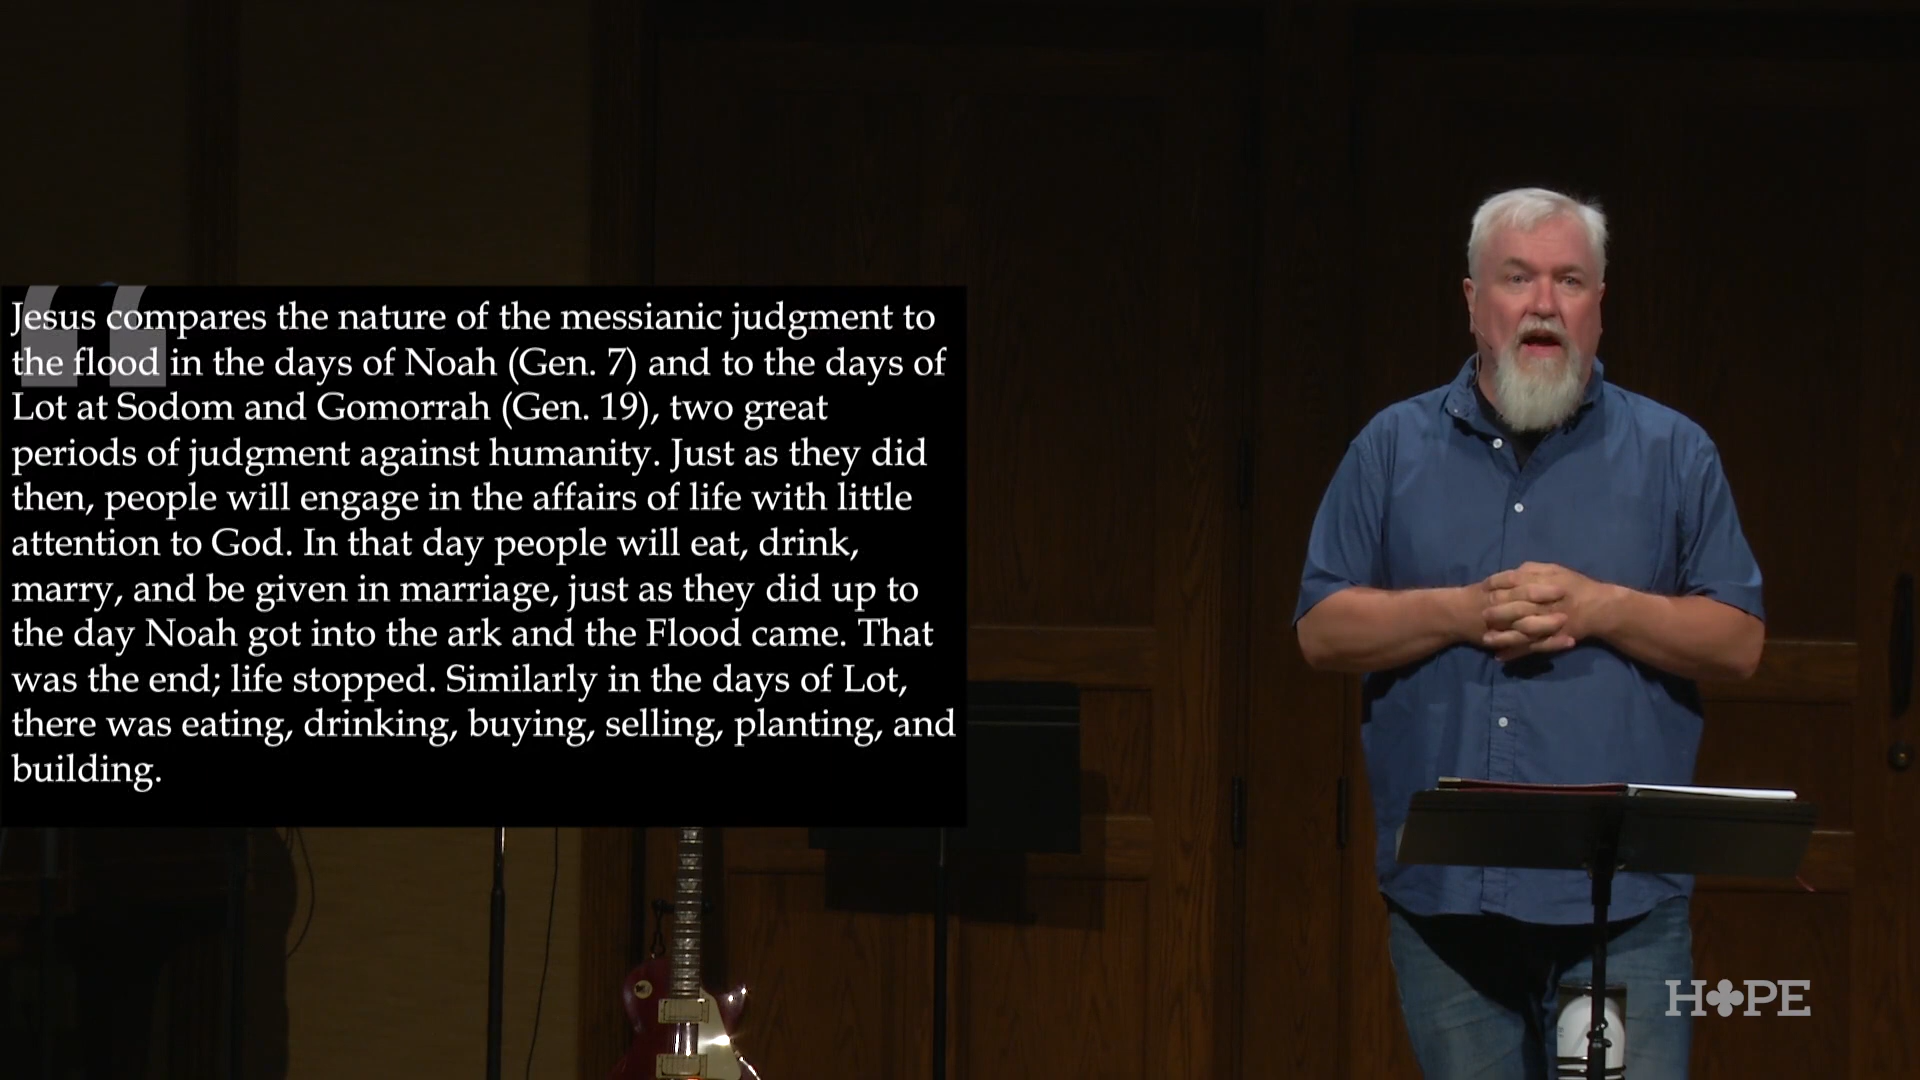 Jesus compares the nature of the messianic judgment to
the flood in the days of Noah (Gen. 7) and to the days of
Lot at Sodom and Gomorrah (Gen. 19), two great
periods of judgment against humanity. Just as they did
then, people will engage in the affairs of life with little
attention to God. In that day people will eat, drink,
marry, and be given in marriage, just as they did up to
the day Noah got into the ark and the Flood came. That
was the end; life stopped. Similarly in the days of Lot,
there was eating, drinking, buying, selling, planting, and
building.
HOPE